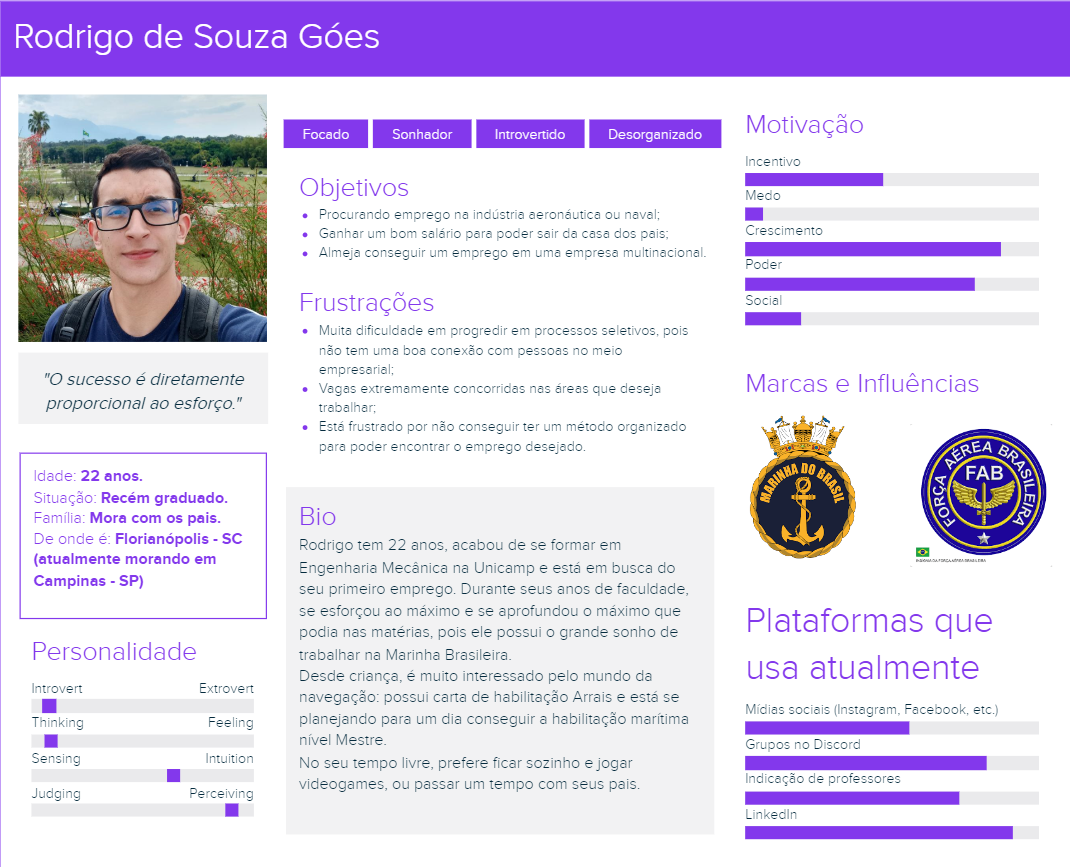 Rodrigo de Souza Góes
"O sucesso é diretamente
proporcional ao esforço."
Idade: 22 anos.
Situação: Recém graduado.
Família: Mora com os pais.
De onde é: Florianópolis - SC
(atualmente morando em
Campinas - SP)
Personalidade
Introvert Extrovert
Thinking Feeling
Sensing Intuition
Judging Perceiving
Focado Sonhador Introvertido Desorganizado
Objetivos
Procurando emprego na indústria aeronáutica ou naval;
Ganhar um bom salário para poder sair da casa dos pais;
Almeja conseguir um emprego em uma empresa multinacional.
Frustrações
Muita dificuldade em progredir em processos seletivos, pois
não tem uma boa conexão com pessoas no meio
empresarial;
Vagas extremamente concorridas nas áreas que deseja
trabalhar;
Está frustrado por não conseguir ter um método organizado
para poder encontrar o emprego desejado.
Bio
Rodrigo tem 22 anos, acabou de se formar em
Engenharia Mecânica na Unicamp e está em busca do
seu primeiro emprego. Durante seus anos de faculdade,
se esforçou ao máximo e se aprofundou o máximo que
podia nas matérias, pois ele possui o grande sonho de
trabalhar na Marinha Brasileira.
Desde criança, é muito interessado pelo mundo da
navegação: possui carta de habilitação Arrais e está se
planejando para um dia conseguir a habilitação marítima
nível Mestre.
No seu tempo livre, prefere ficar sozinho e jogar
videogames, ou passar um tempo com seus pais.
Motivação
Incentivo
Medo
Crescimento
Poder
Social
Marcas e Influências
MARINHA DO BRASIL
FORÇA AÉREA BRASILEIRA
FAB
INSÍGNIA DA FORÇA AÉREA BRASILEIRA
Plataformas que
usa atualmente
Mídias sociais (Instagram, Facebook, etc.)
Grupos no Discord
Indicação de professores
LinkedIn